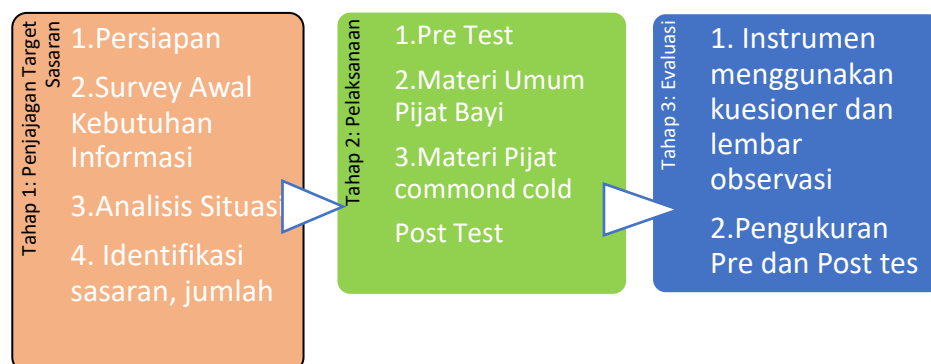 Tahap 1: Penjajagan Target
Sasaran
1.Persiapan
2.Survey Awal
Kebutuhan
Informasi
3.Analisis Situasi
4. Identifikasi
sasaran, jumlah
Tahap 2: Pelaksanaan
1.Pre Test
2.Materi Umum
Pijat Bayi
3.Materi Pijat
commond cold
Post Test
Tahap 3: Evaluasi
1. Instrumen
menggunakan
kuesioner dan
lembar
observasi
2.Pengukuran
Pre dan Post tes